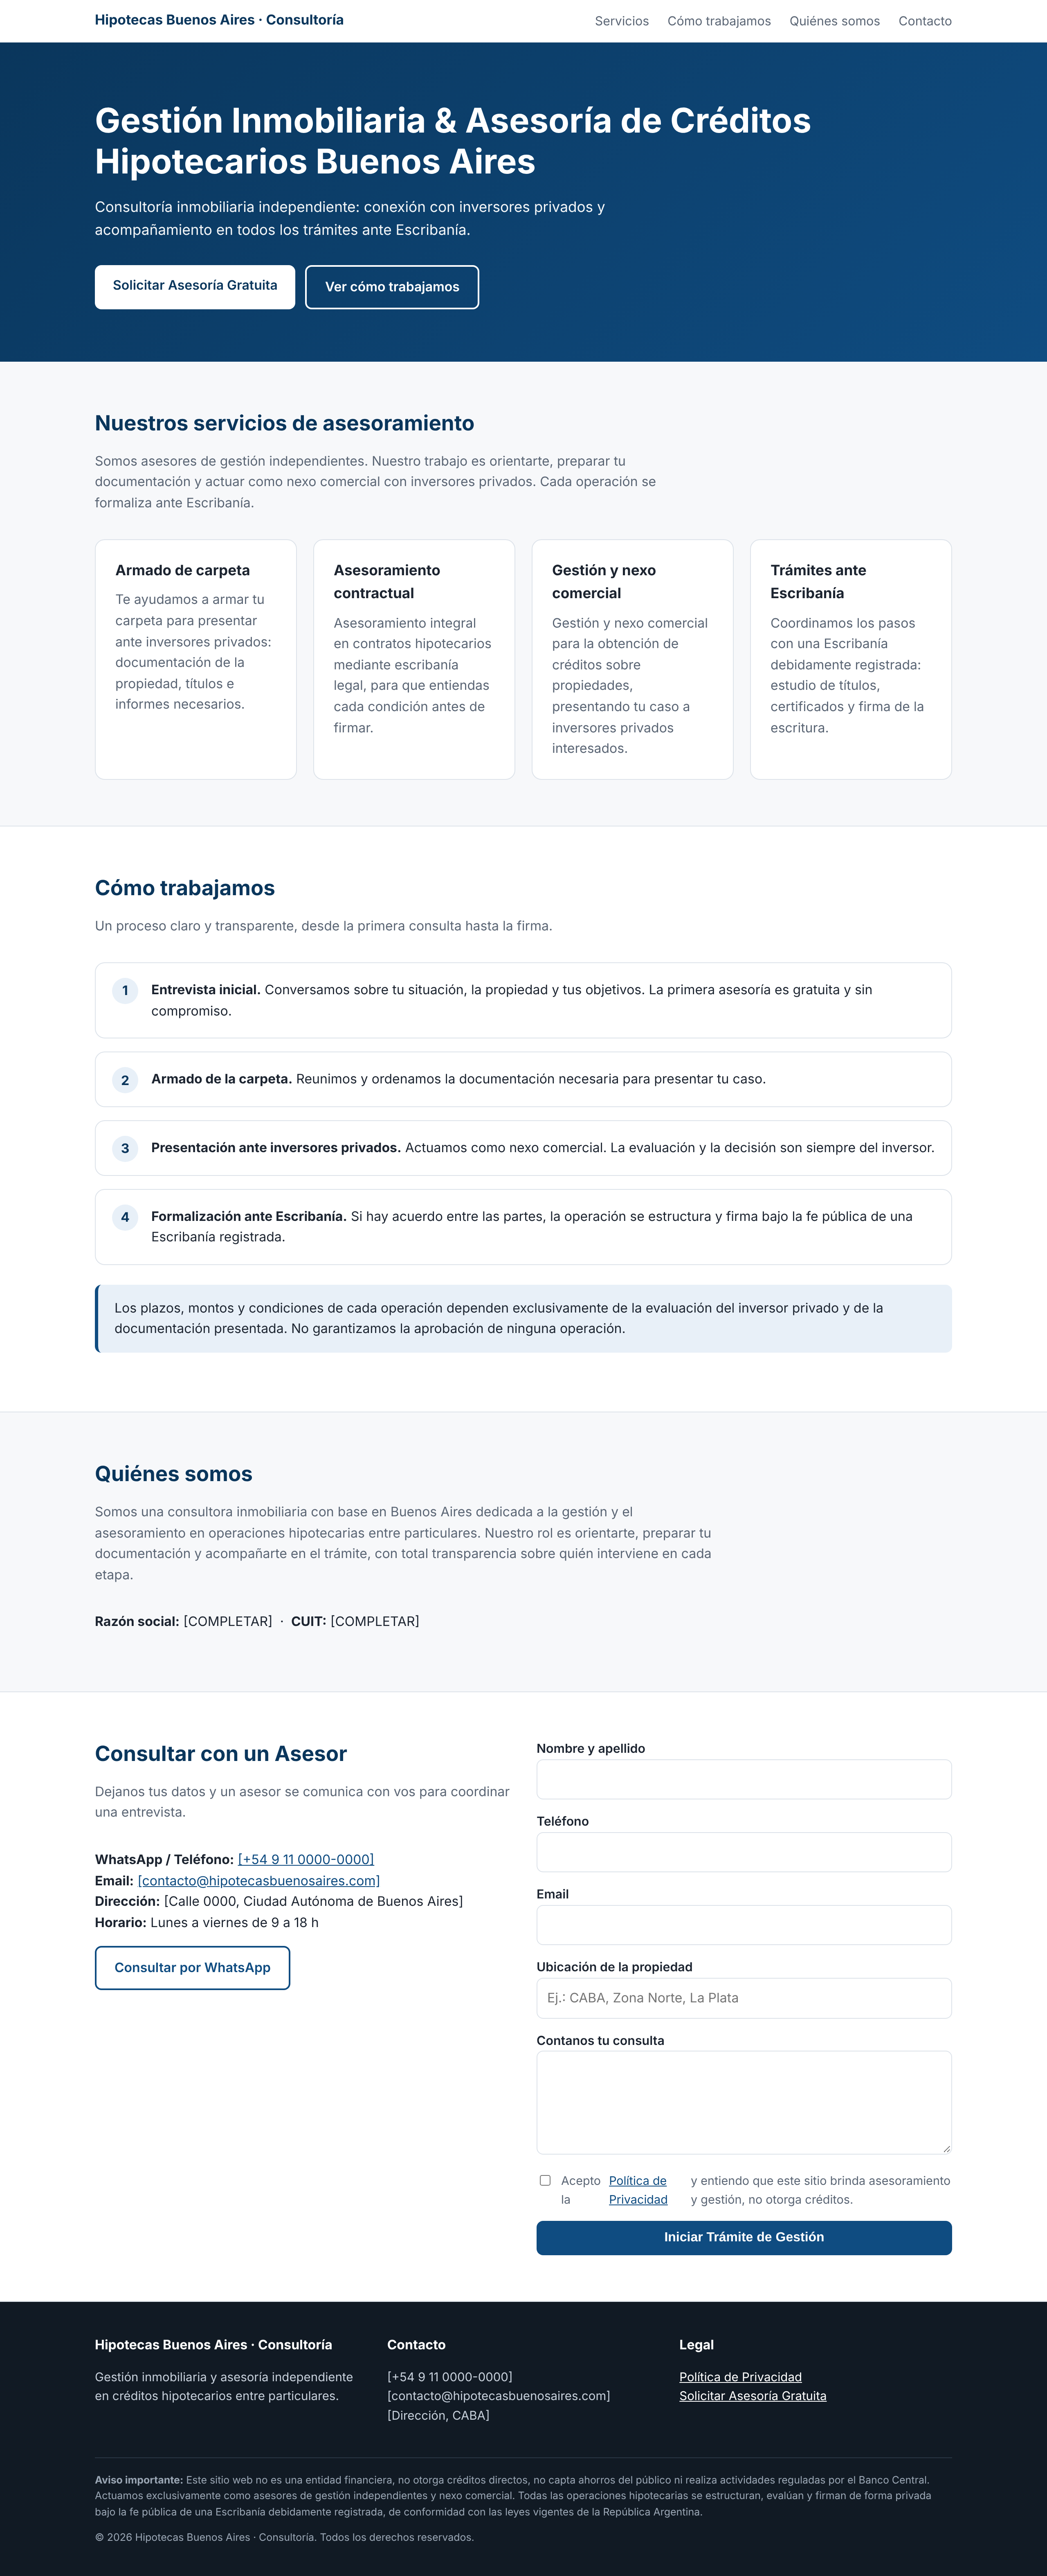 Hipotecas Buenos Aires · Consultoría
Servicios
Cómo trabajamos
Quiénes somos
Contacto
Gestión Inmobiliaria & Asesoría de Créditos
Hipotecarios Buenos Aires
Consultoría inmobiliaria independiente: conexión con inversores privados y
acompañamiento en todos los trámites ante Escribanía.
Solicitar Asesoría Gratuita
Ver cómo trabajamos
Nuestros servicios de asesoramiento
Somos asesores de gestión independientes. Nuestro trabajo es orientarte, preparar tu
documentación y actuar como nexo comercial con inversores privados. Cada operación se
formaliza ante Escribanía.
Armado de carpeta
Te ayudamos a armar tu
carpeta para presentar
ante inversores privados:
documentación de la
propiedad, títulos e
informes necesarios.
Asesoramiento
contractual
Asesoramiento integral
en contratos hipotecarios
mediante escribanía
legal, para que entiendas
cada condición antes de
firmar.
Gestión y nexo
comercial
Gestión y nexo comercial
para la obtención de
créditos sobre
propiedades,
presentando tu caso a
inversores privados
interesados.
Trámites ante
Escribanía
Coordinamos los pasos
con una Escribanía
debidamente registrada:
estudio de títulos,
certificados y firma de la
escritura.
Cómo trabajamos
Un proceso claro y transparente, desde la primera consulta hasta la firma.
1
Entrevista inicial. Conversamos sobre tu situación, la propiedad y tus objetivos. La primera asesoría es gratuita y sin
compromiso.
2
Armado de la carpeta. Reunimos y ordenamos la documentación necesaria para presentar tu caso.
3
Presentación ante inversores privados. Actuamos como nexo comercial. La evaluación y la decisión son siempre del inversor.
4
Formalización ante Escribanía. Si hay acuerdo entre las partes, la operación se estructura y firma bajo la fe pública de una
Escribanía registrada.
Los plazos, montos y condiciones de cada operación dependen exclusivamente de la evaluación del inversor privado y de la
documentación presentada. No garantizamos la aprobación de ninguna operación.
Quiénes somos
Somos una consultora inmobiliaria con base en Buenos Aires dedicada a la gestión y el
asesoramiento en operaciones hipotecarias entre particulares. Nuestro rol es orientarte, preparar tu
documentación y acompañarte en el trámite, con total transparencia sobre quién interviene en cada
etapa.
Razón social: [COMPLETAR] · CUIT: [COMPLETAR]
Consultar con un Asesor
Dejanos tus datos y un asesor se comunica con vos para coordinar
una entrevista.
WhatsApp / Teléfono: [+54 9 11 0000-0000]
Email: [contacto@hipotecasbuenosaires.com]
Dirección: [Calle 0000, Ciudad Autónoma de Buenos Aires]
Horario: Lunes a viernes de 9 a 18 h
Consultar por WhatsApp
Nombre y apellido
Teléfono
Email
Ubicación de la propiedad
Ej.: CABA, Zona Norte, La Plata
Contanos tu consulta
Acepto
la
Política de
Privacidad
y entiendo que este sitio brinda asesoramiento
y gestión, no otorga créditos.
Iniciar Trámite de Gestión
Hipotecas Buenos Aires · Consultoría
Gestión inmobiliaria y asesoría independiente
en créditos hipotecarios entre particulares.
Contacto
[+54 9 11 0000-0000]
[contacto@hipotecasbuenosaires.com]
[Dirección, CABA]
Legal
Política de Privacidad
Solicitar Asesoría Gratuita
Aviso importante: Este sitio web no es una entidad financiera, no otorga créditos directos, no capta ahorros del público ni realiza actividades reguladas por el Banco Central.
Actuamos exclusivamente como asesores de gestión independientes y nexo comercial. Todas las operaciones hipotecarias se estructuran, evalúan y firman de forma privada
bajo la fe pública de una Escribanía debidamente registrada, de conformidad con las leyes vigentes de la República Argentina.
© 2026 Hipotecas Buenos Aires · Consultoría. Todos los derechos reservados.